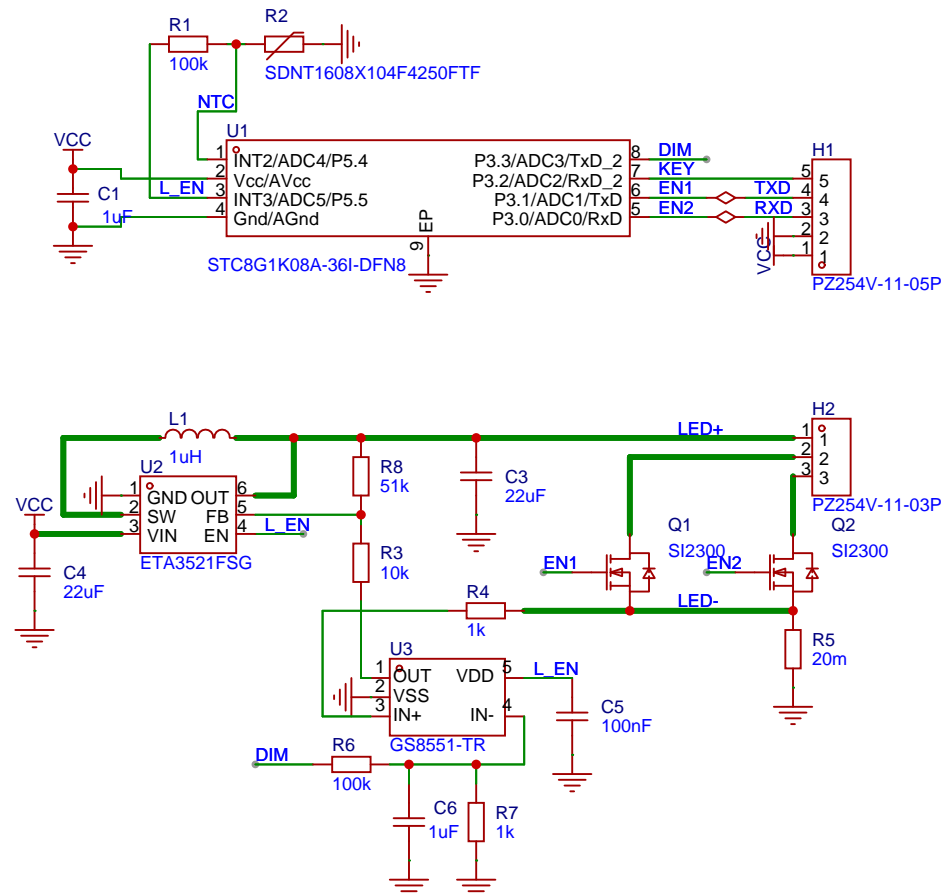 R1
100k
R2
SDNT1608X104F4250FTF
NTC
VCC
C1
1uF
L_EN
U1
1 INT2/ADC4/P5.4
2 Vcc/AVcc
3 INT3/ADC5/P5.5
4 Gnd/AGnd
P3.3/ADC3/TxD_2 8
P3.2/ADC2/RxD_2 7
P3.1/ADC1/TxD 6
P3.0/ADC0/RxD 5
EP
9
STC8G1K08A-36I-DFN8
DIM
KEY
EN1
EN2
TXD
RXD
VCC
H1
5 5
4 4
3 3
2 2
1 1
PZ254V-11-05P
L1
1uH
U2
1 GND OUT 6
2 SW FB 5
3 VIN EN 4
ETA3521FSG
VCC
C4
22uF
L_EN
R8
51k
R3
10k
C3
22uF
LED+
H2
1 1
2 2
3 3
PZ254V-11-03P
Q1
SI2300
EN1
Q2
SI2300
EN2
LED-
R4
1k
R5
20m
U3
1 OUT VDD 5
2 VSS
3 IN+ IN- 4
GS8551-TR
L_EN
C5
100nF
DIM
R6
100k
C6
1uF
R7
1k